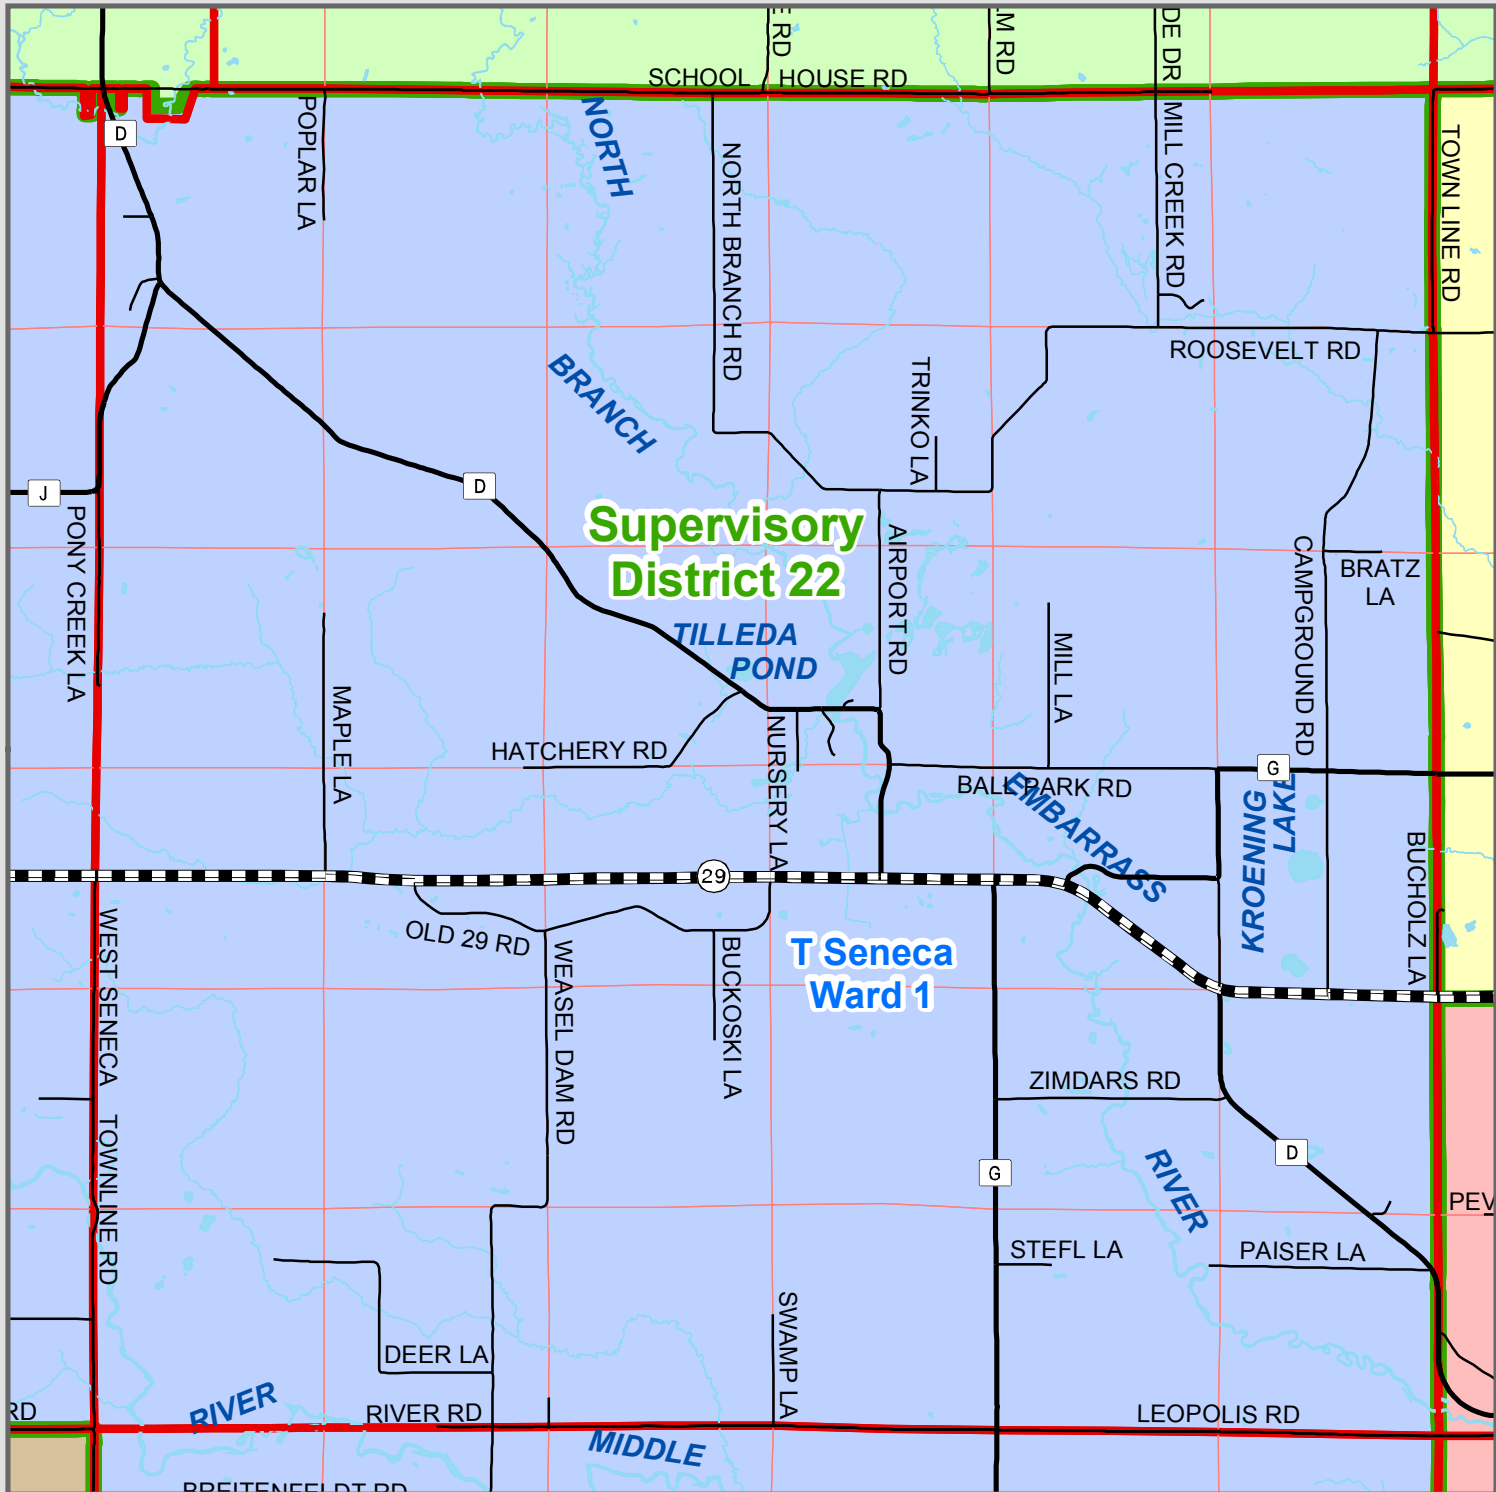 E RD
LM RD
DE DR
SCHOOL HOUSE RD
D
POPLAR LA
NORTH
NORTH BRANCH RD
MILL CREEK RD
TOWN LINE RD
BRANCH
TRINKO LA
ROOSEVELT RD
J
D
PONY CREEK LA
Supervisory
District 22
AIRPORT RD
CAMPGROUND RD
BRATZ
LA
TILLEDA
POND
MILL LA
MAPLE LA
HATCHERY RD
NURSERY LA
BALL PARK RD
G
EMBARRASS
KROENING
LAKE
BUCHOLZ LA
29
OLD 29 RD
WEST SENECA TOWNLINE RD
WEASEL DAM RD
BUCKOSKI LA
T Seneca
Ward 1
ZIMDARS RD
G
D
RIVER
PEV
STEFL LA
PAISER LA
SWAMP LA
DEER LA
RD
RIVER
RIVER RD
LEOPOLIS RD
MIDDLE
BREITENFELDT RD